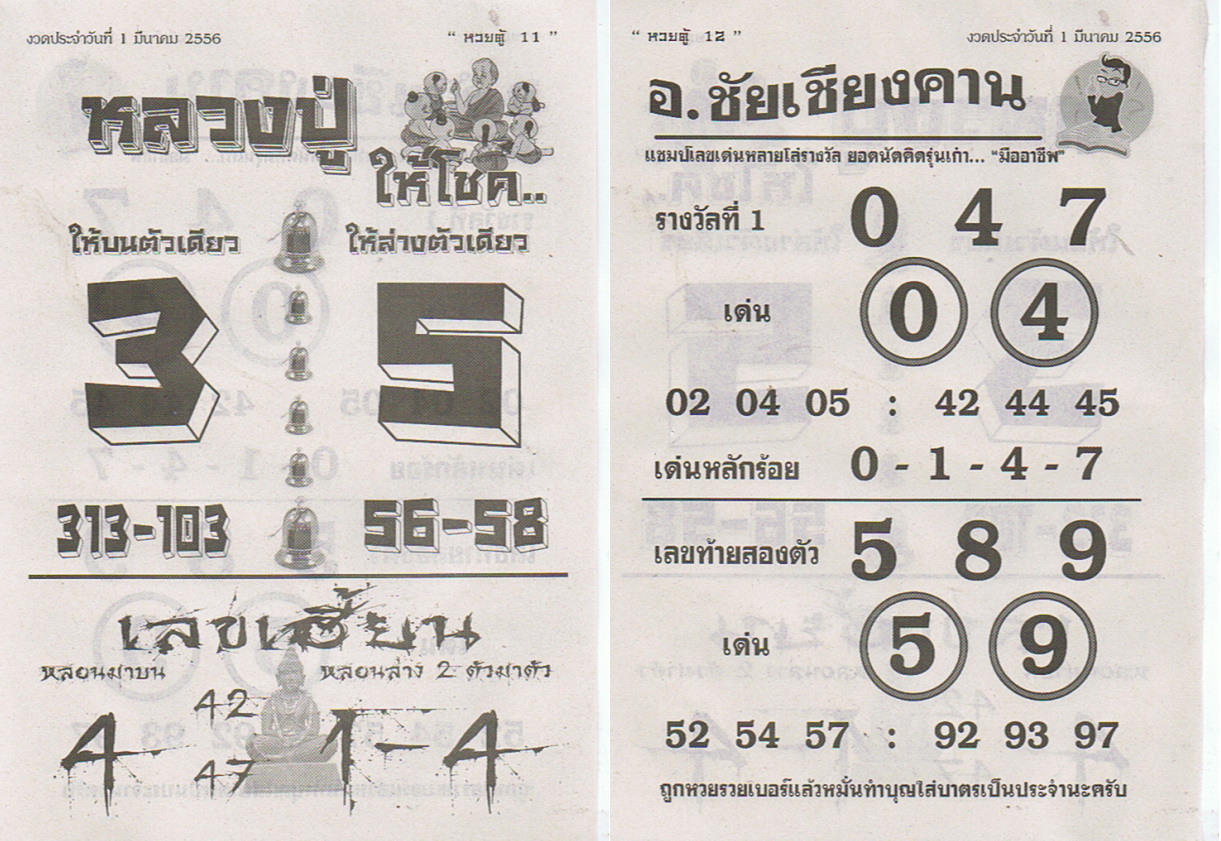 งวดประจำวันที่ 1 มีนาคม 2556
“ หวยตู้ 11 ”
หลวงปู่
ให้โชค..
ให้บนตัวเดียว
ให้ล่างตัวเดียว
3
5
313-103
56-58
เลขเฮี้ยน
หลอนมาบน
หลอนล่าง 2 ตัวมาตัว
42
4
1-4
47
“ หวยตู้ 12 ”
งวดประจำวันที่ 1 มีนาคม 2556
อ.ชัยเชียงคาน
แชมป์เลขเด่นหลายโล่รางวัล ยอดนัดคิดรุ่นเก๋า... "มืออาชีพ"
รางวัลที่ 1 0 4 7
เด่น 0 4
02 04 05 : 42 44 45
เด่นหลักร้อย 0 - 1 - 4 - 7
เลขท้ายสองตัว 5 8 9
เด่น 5 9
52 54 57 : 92 93 97
ถูกหวยรวยเบอร์แล้วหมั่นทำบุญใส่บาตรเป็นประจำนะครับ